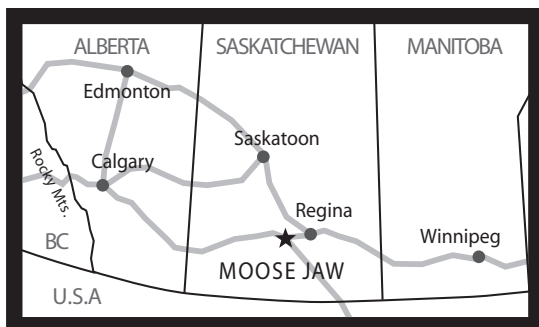 ALBERTA
SASKATCHEWAN
MANITOBA
Edmonton
Saskatoon
Calgary
Rocky Mts.
Regina
BC
Winnipeg
MOOSE JAW
U.S.A